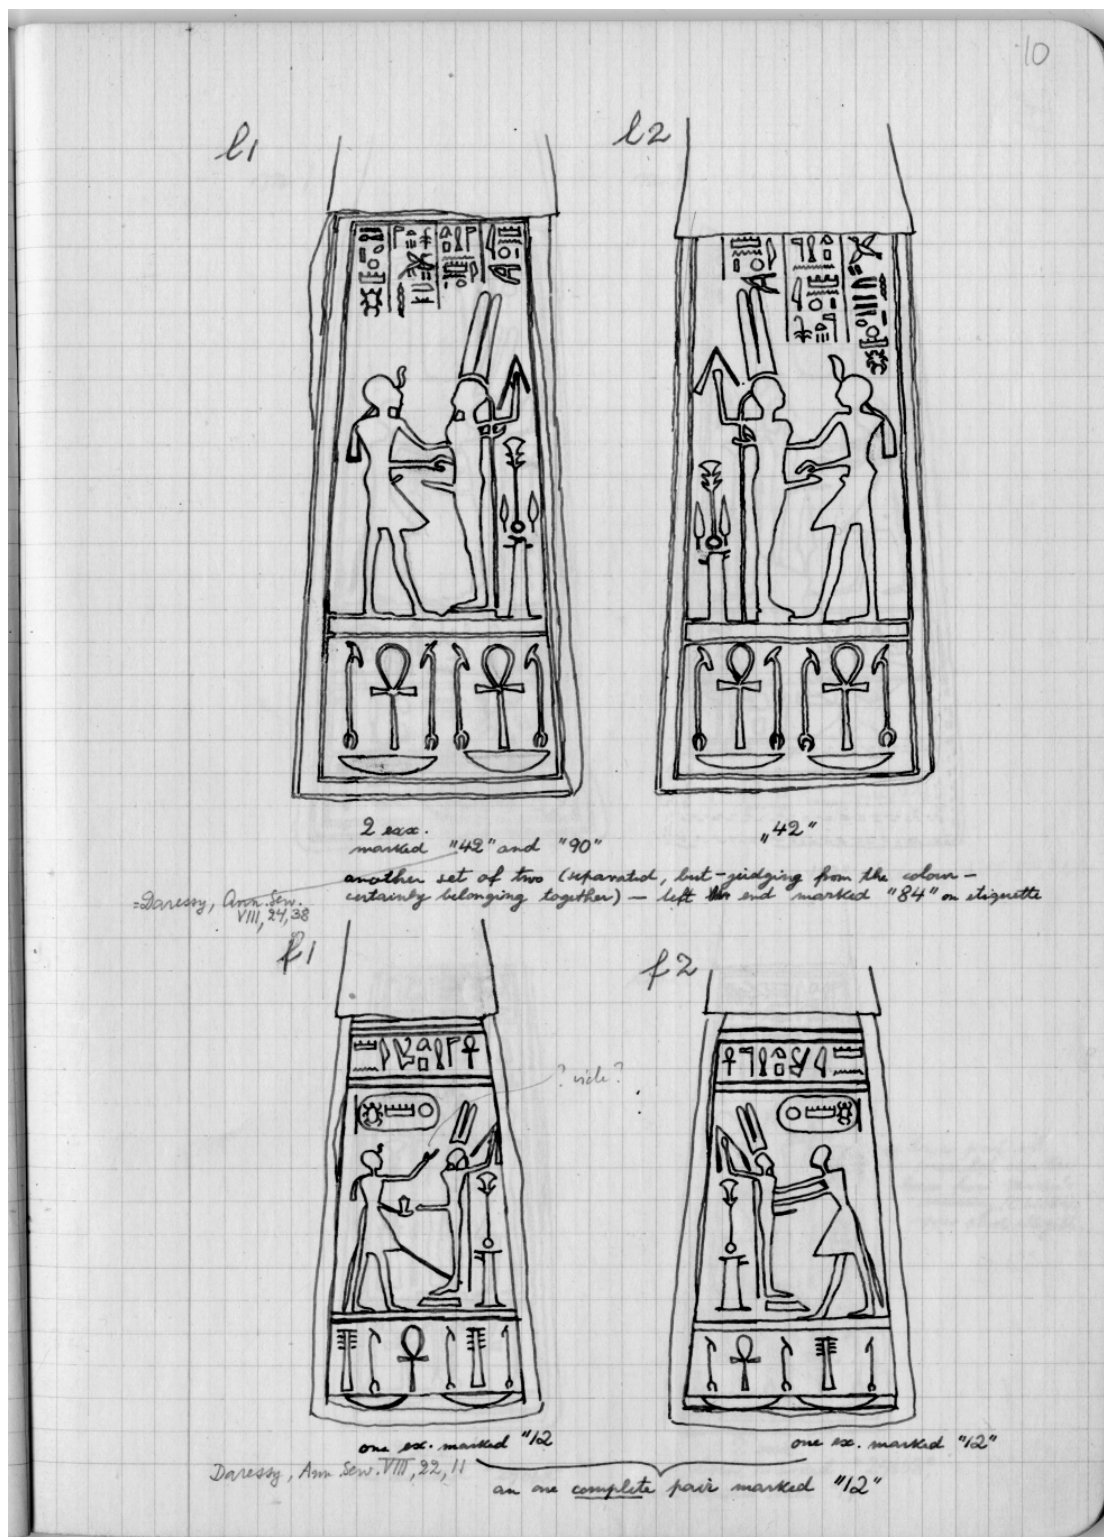 10
l1
l2
2 exx.
marked "42" and "90"
„42"
another set of two (separated, but – judging from the colour –
certainly belonging together) — left end marked "84" on etiquette
=Daressy, Ann. Serv.
VIII, 24, 38
f1
f2
? vide?
one ex. marked "12
one ex. marked "12"
Daressy, Ann Serv. VIII, 22, 11
an one complete pair marked "12"